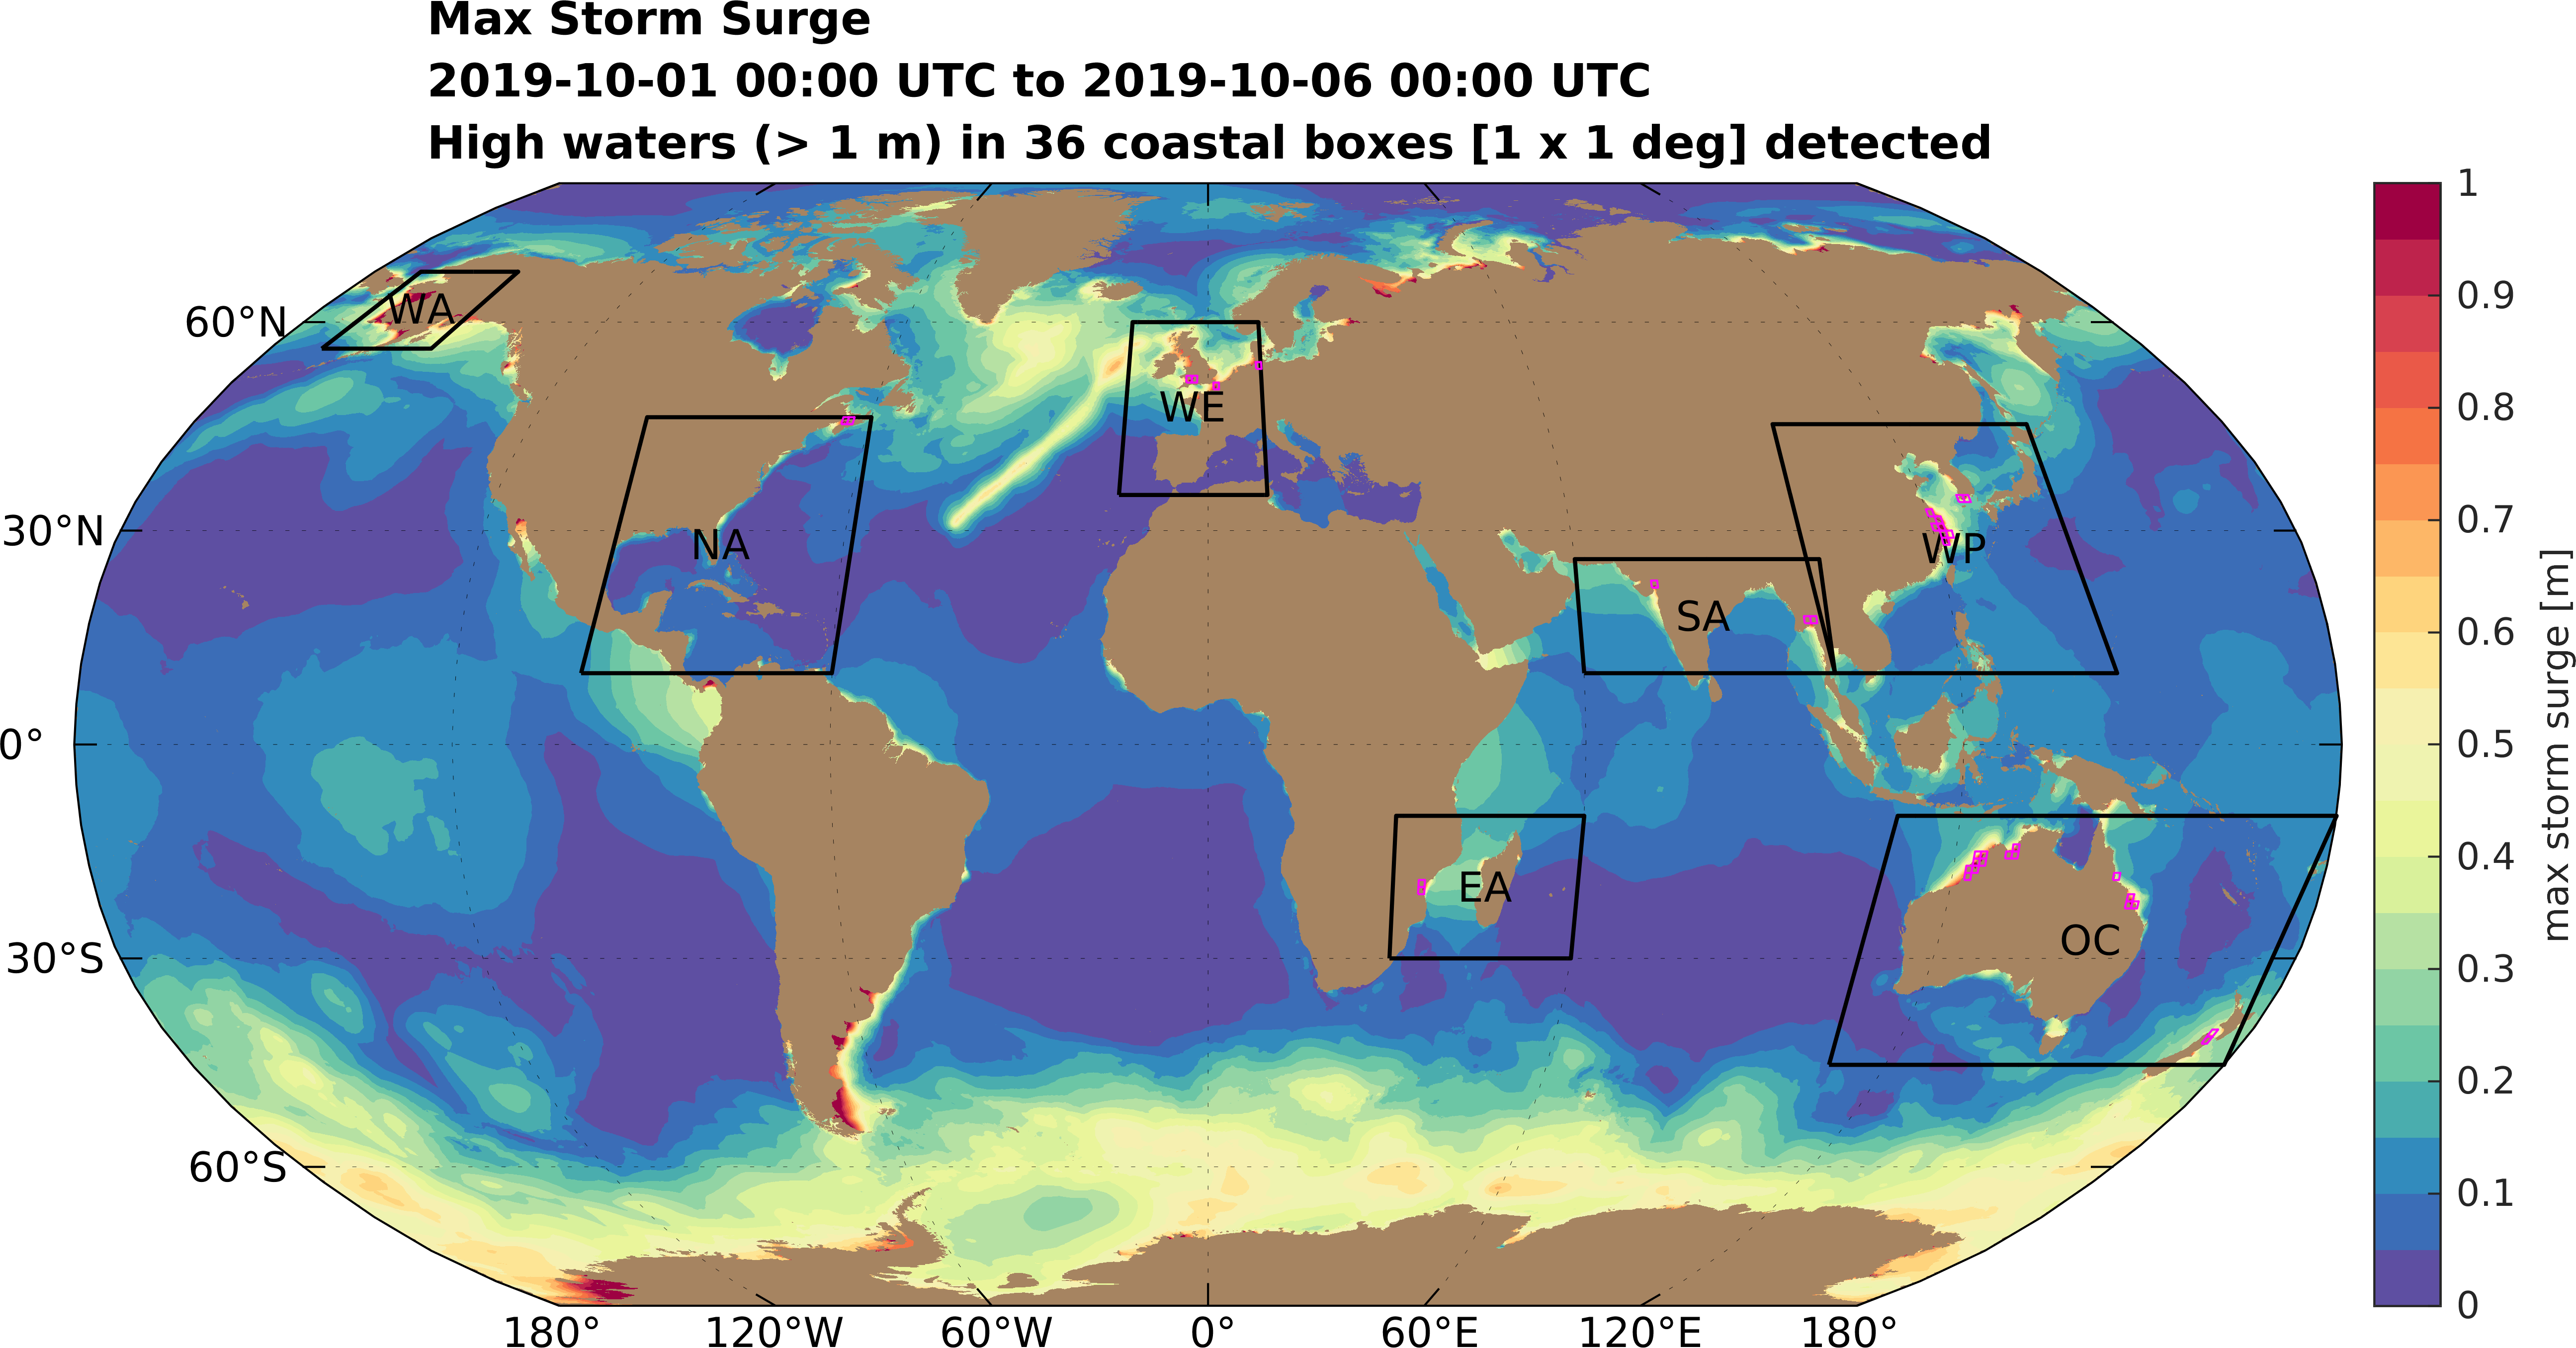 Max Storm Surge
2019-10-01 00:00 UTC to 2019-10-06 00:00 UTC
High waters (> 1 m) in 36 coastal boxes [1 x 1 deg] detected
60°N
30°N
0°
30°S
60°S
180°
120°W
60°W
0°
60°E
120°E
180°
WA
WE
NA
WP
SA
EA
OC
1
0.9
0.8
0.7
0.6
0.5
0.4
0.3
0.2
0.1
0
max storm surge [m]